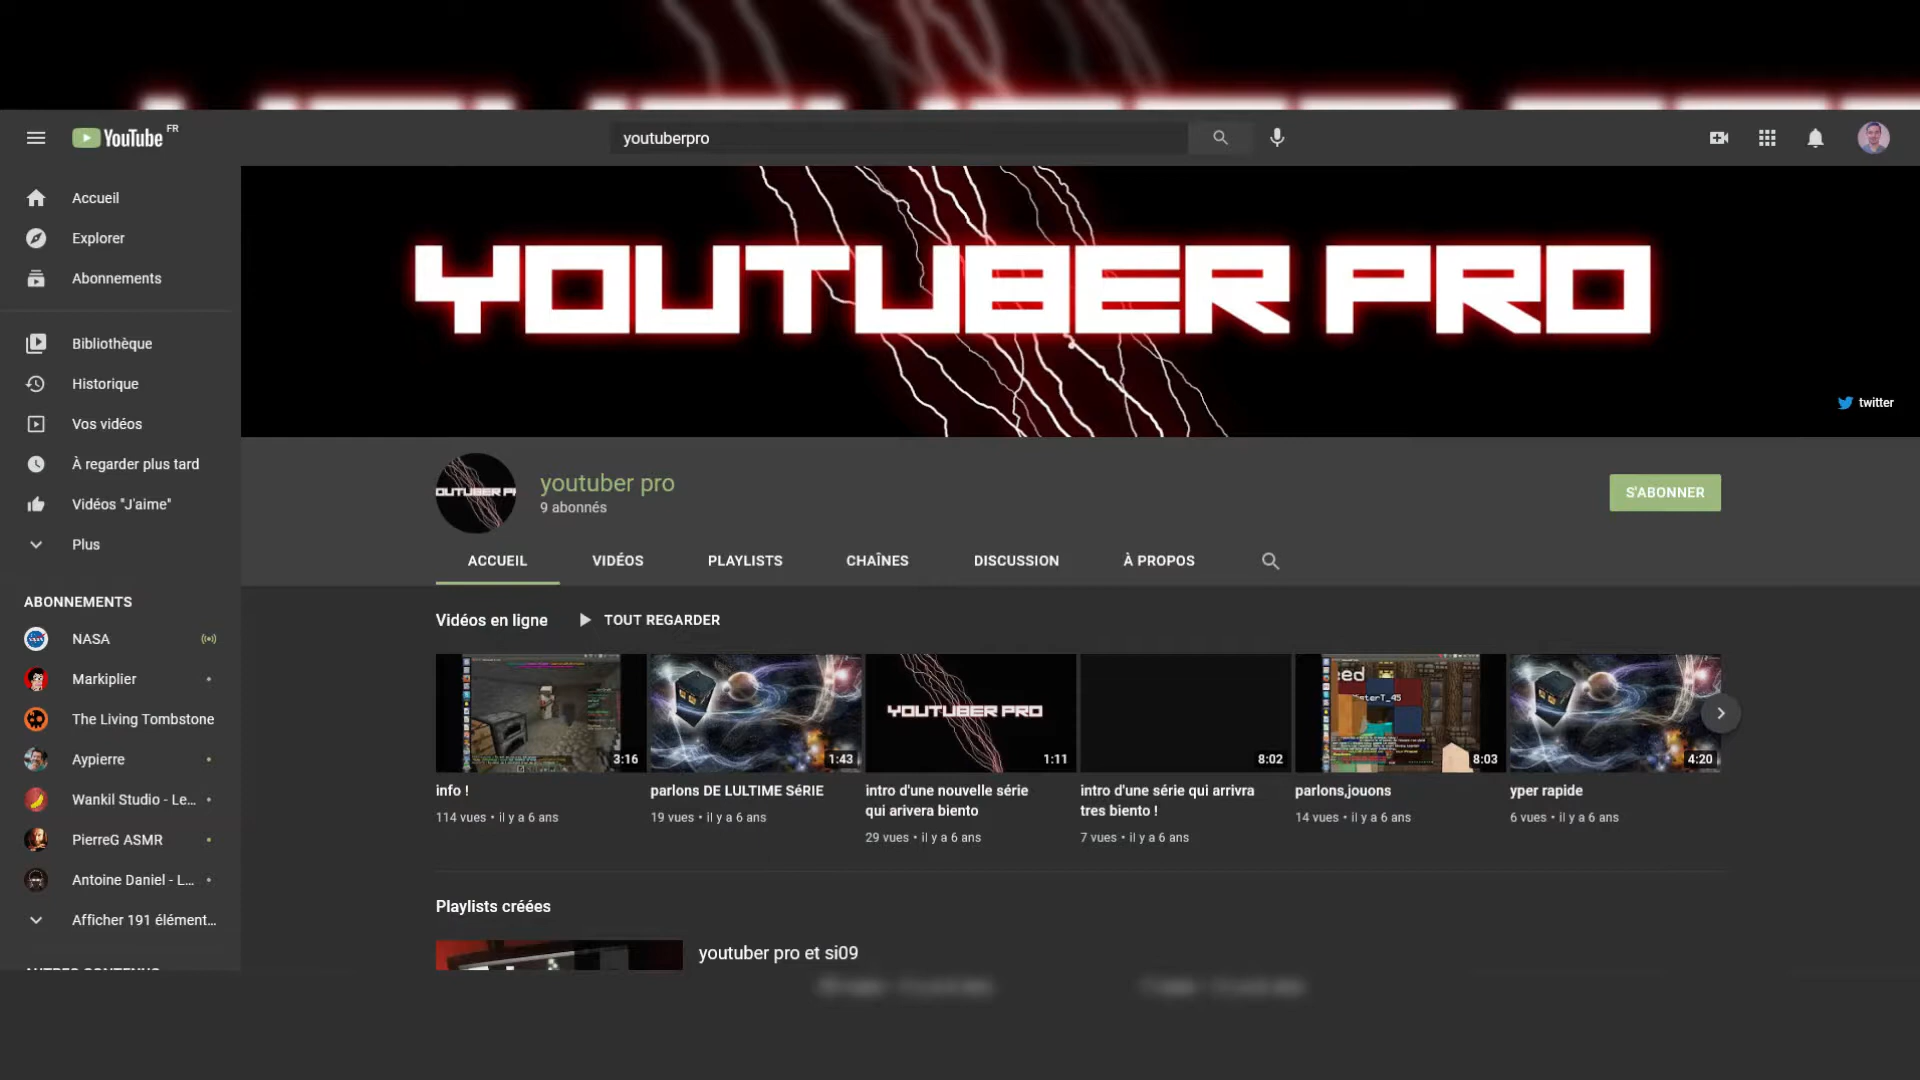 YouTube FR
youtuberpro
Accueil
Explorer
Abonnements
Bibliothèque
Historique
Vos vidéos
À regarder plus tard
Vidéos "J'aime"
Plus
ABONNEMENTS
NASA
Markiplier
The Living Tombstone
Aypierre
Wankil Studio - Le...
PierreG ASMR
Antoine Daniel - L...
Afficher 191 élément...
AUTRES CONTENUS
YOUTUBER PRO
twitter
OUTUBER P
youtuber pro
9 abonnés
S'ABONNER
ACCUEIL VIDÉOS PLAYLISTS CHAÎNES DISCUSSION À PROPOS
Vidéos en ligne TOUT REGARDER
YOUTUBER PRO
3:16 1:43 1:11 8:02 8:03 4:20
info !
114 vues • il y a 6 ans
parlons DE LULTIME SéRIE
19 vues • il y a 6 ans
intro d'une nouvelle série
qui arivera biento
29 vues • il y a 6 ans
intro d'une série qui arrivra
tres biento !
7 vues • il y a 6 ans
parlons,jouons
14 vues • il y a 6 ans
yper rapide
6 vues • il y a 6 ans
Playlists créées
youtuber pro et si09